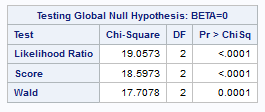 Testing Global Null Hypothesis: BETA=0
Test Chi-Square DF Pr > ChiSq
Likelihood Ratio 19.0573 2 <.0001
Score 18.5973 2 <.0001
Wald 17.7078 2 0.0001